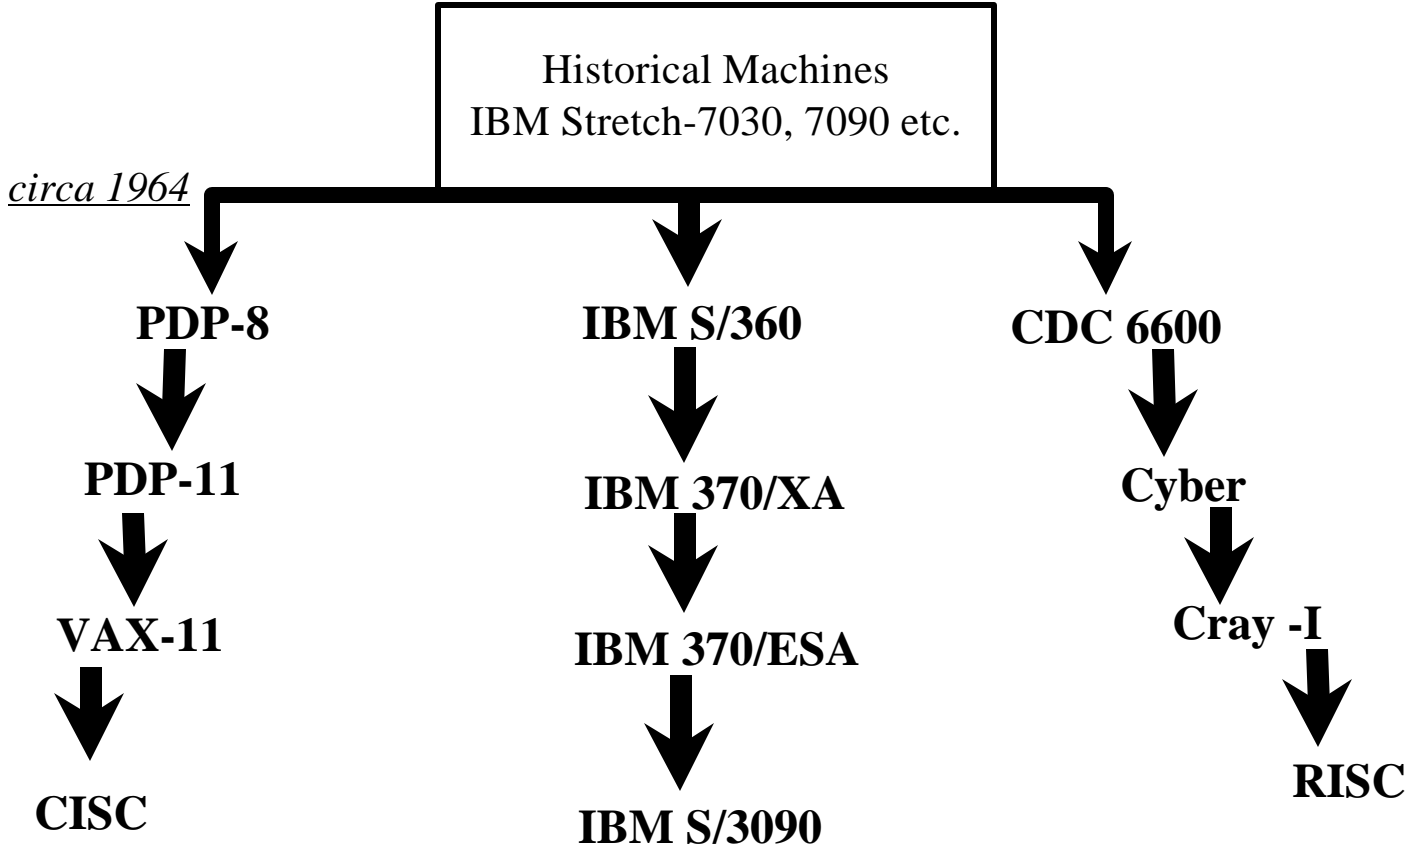 Historical Machines
IBM Stretch-7030, 7090 etc.
circa 1964
PDP-8
IBM S/360
CDC 6600
PDP-11
IBM 370/XA
Cyber
VAX-11
IBM 370/ESA
Cray -I
CISC
IBM S/3090
RISC